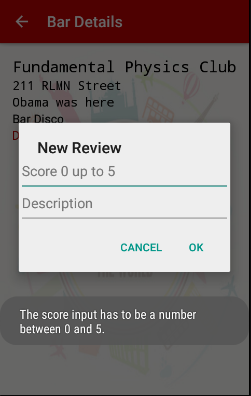 Bar Details
Fundamental Physics Club
211 RLMN Street
Obama was here
Bar Disco
New Review
Score 0 up to 5
Description
CANCEL
OK
The score input has to be a number
between 0 and 5.